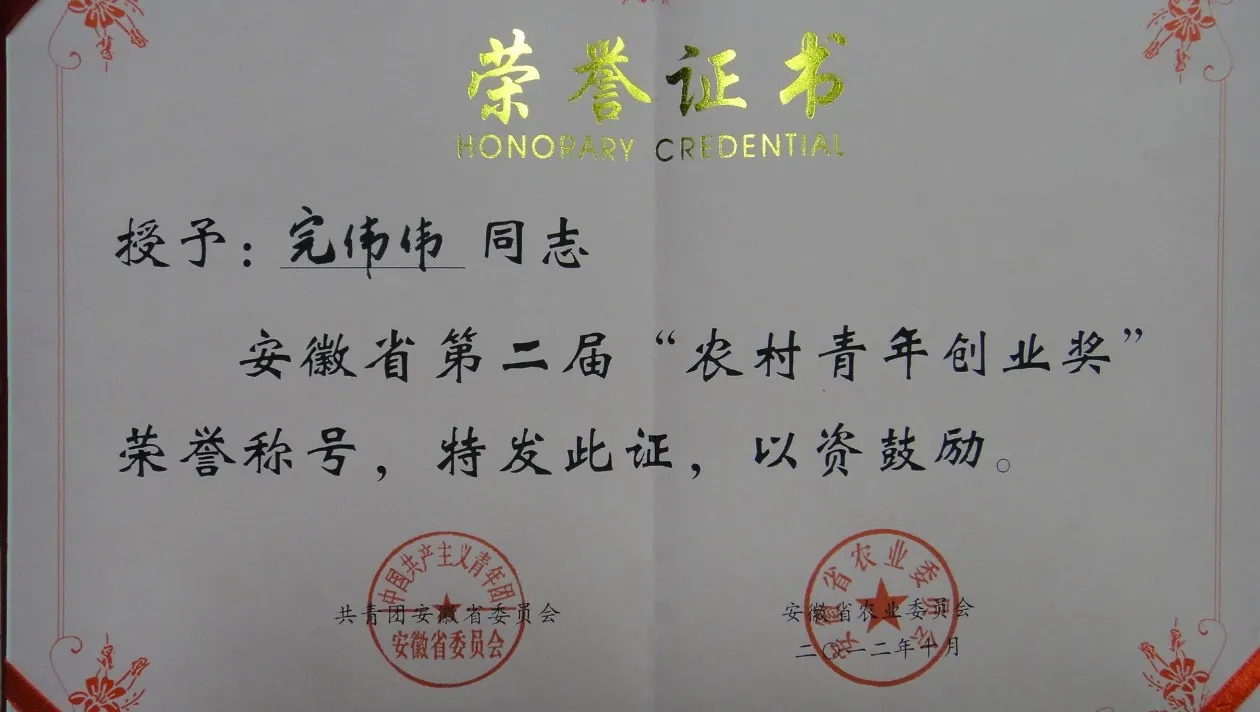 荣誉证书
HONORARY CREDENTIAL
授予：完伟伟 同志
安徽省第二届“农村青年创业奖”
荣誉称号，特发此证，以资鼓励。
中国共产主义青年团
安徽省委员会
共青团安徽省委员会
安徽省农业委员会
安徽省农业委员会
二〇一二年十月